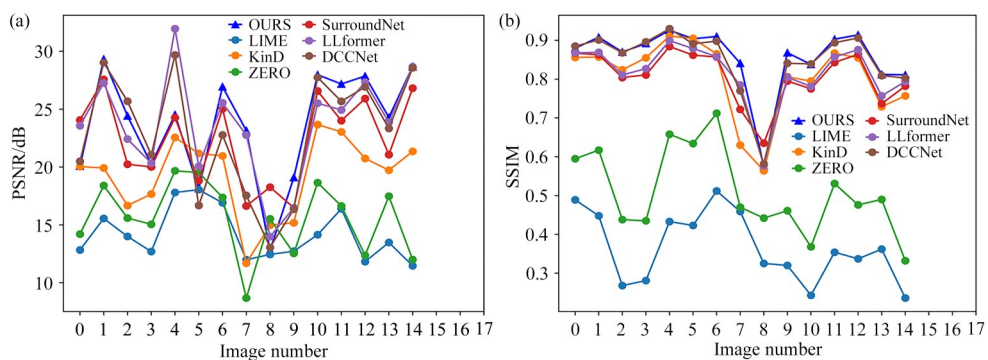 (a)
PSNR/dB
30
25
20
15
10
OURS
LIME
KinD
ZERO
SurroundNet
LLformer
DCCNet
0 1 2 3 4 5 6 7 8 9 10 11 12 13 14 15 16 17
Image number
(b)
SSIM
0.9
0.8
0.7
0.6
0.5
0.4
0.3
OURS
LIME
KinD
ZERO
SurroundNet
LLformer
DCCNet
0 1 2 3 4 5 6 7 8 9 10 11 12 13 14 15 16 17
Image number